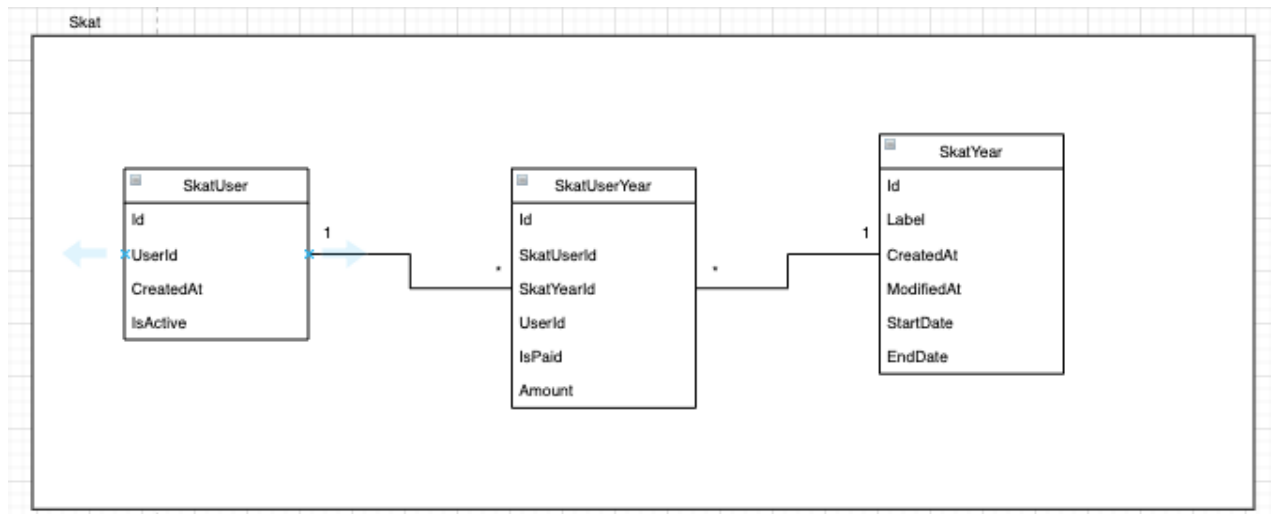 Skat
SkatUser
Id
UserId
CreatedAt
IsActive
1
*
SkatUserYear
Id
SkatUserId
SkatYearId
UserId
IsPaid
Amount
*
1
SkatYear
Id
Label
CreatedAt
ModifiedAt
StartDate
EndDate